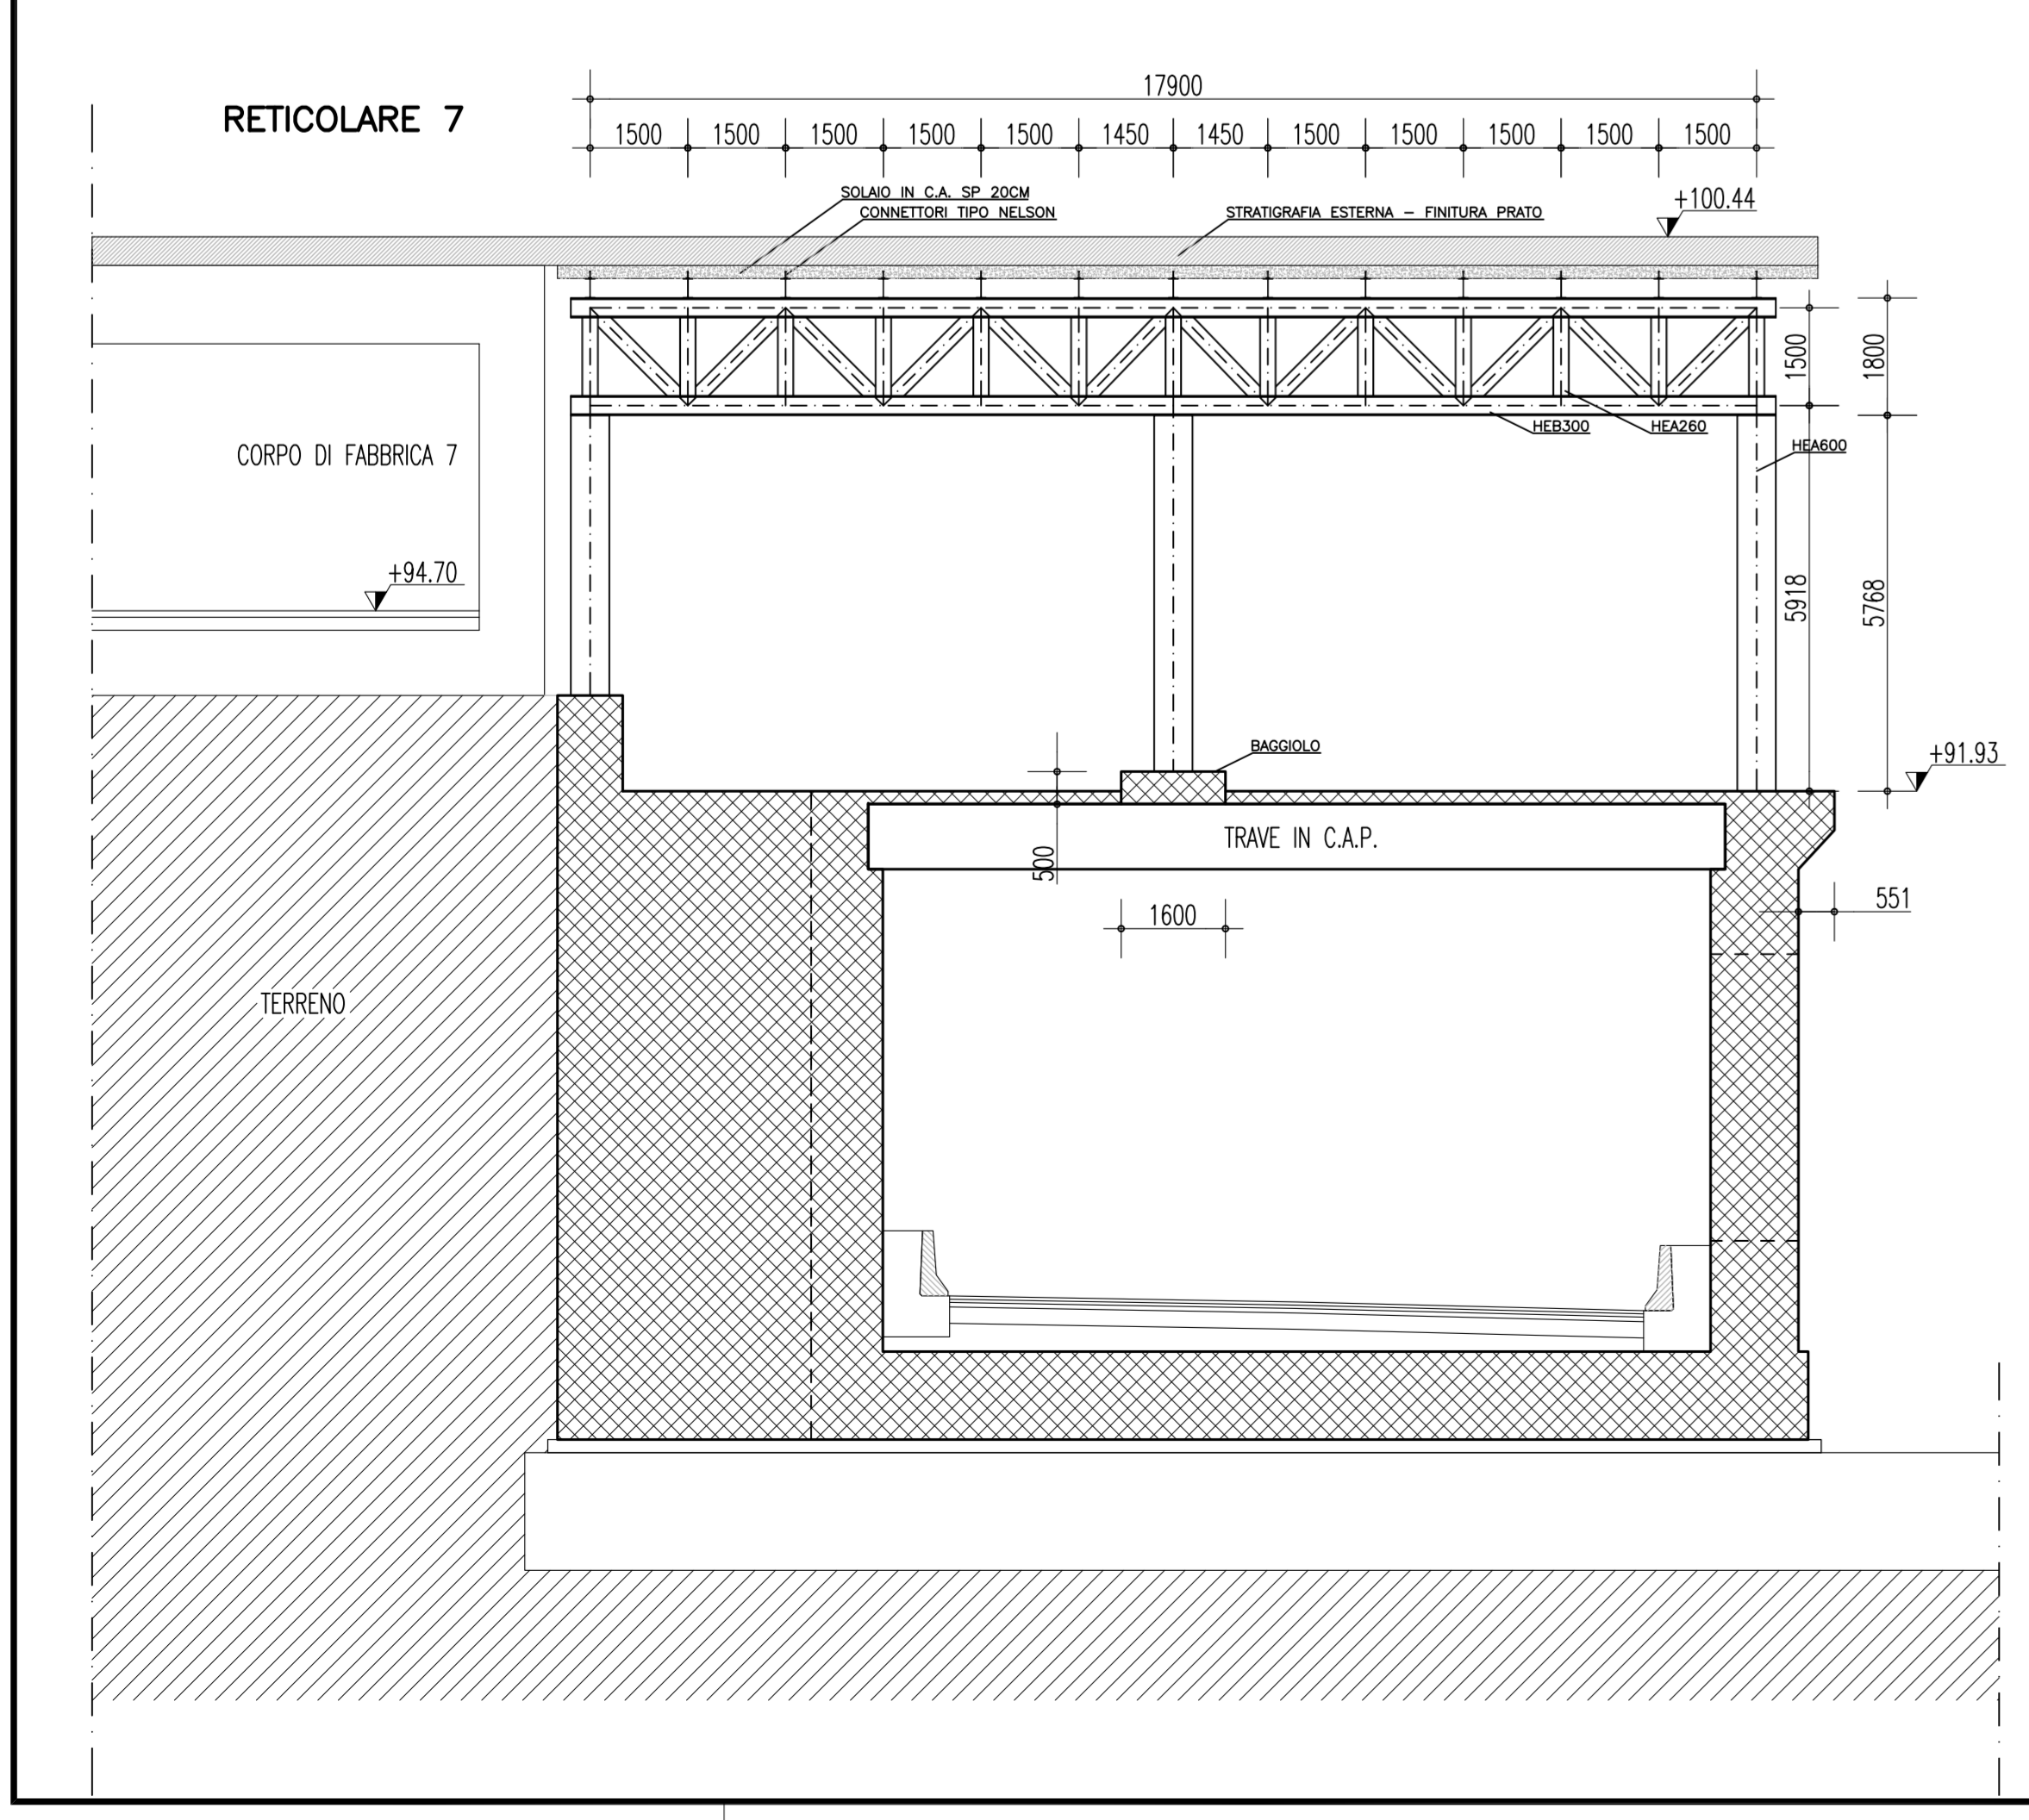 17900
RETICOLARE 7
1500 1500 1500 1500 1500 1450 1450 1500 1500 1500 1500 1500
SOLAIO IN C.A. SP 20CM
CONNETTORI TIPO NELSON
STRATIGRAFIA ESTERNA – FINITURA PRATO
+100.44
1500
1800
HEB300
HEA260
HEA600
CORPO DI FABBRICA 7
+94.70
5918
5768
BAGGIOLO
+91.93
TRAVE IN C.A.P.
500
1600
551
TERRENO